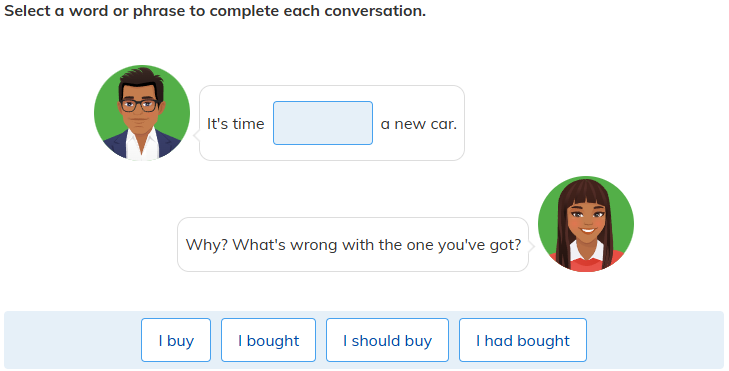 Select a word or phrase to complete each conversation.
It's time a new car.
Why? What's wrong with the one you've got?
I buy I bought I should buy I had bought